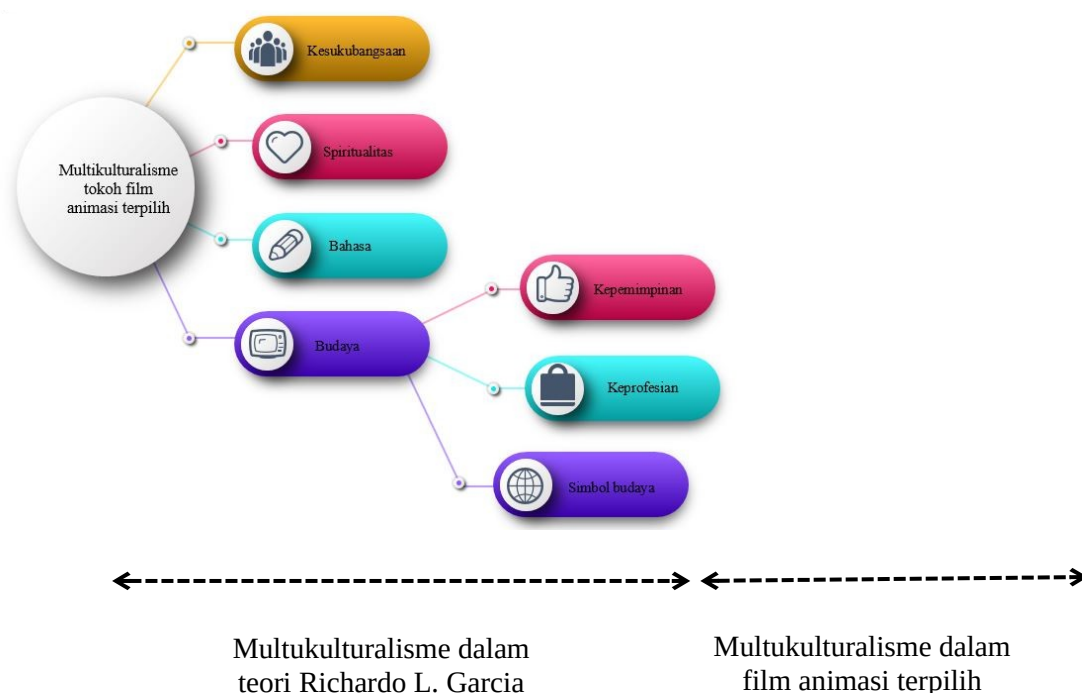 Kesukubangsaan
Multikulturalisme
tokoh film
animasi terpilih
Spiritualitas
Bahasa
Budaya
Kepemimpinan
Keprofesian
Simbol budaya
Multukulturalisme dalam
teori Richardo L. Garcia
Multukulturalisme dalam
film animasi terpilih